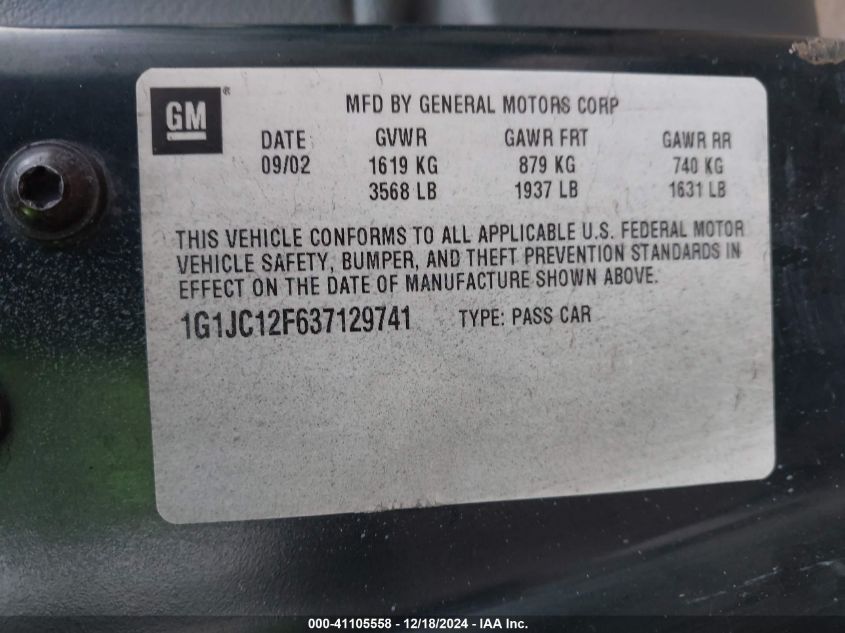 GM®
MFD BY GENERAL MOTORS CORP
DATE GVWR GAWR FRT GAWR RR
09/02 1619 KG 879 KG 740 KG
3568 LB 1937 LB 1631 LB
THIS VEHICLE CONFORMS TO ALL APPLICABLE U.S. FEDERAL MOTOR
VEHICLE SAFETY, BUMPER, AND THEFT PREVENTION STANDARDS IN
EFFECT ON THE DATE OF MANUFACTURE SHOWN ABOVE.
1G1JC12F637129741 TYPE: PASS CAR
000-41105558 - 12/18/2024 - IAA Inc.